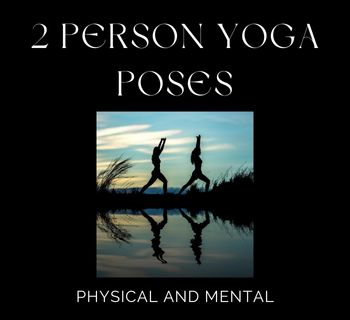 2 PERSON YOGA
POSES
PHYSICAL AND MENTAL